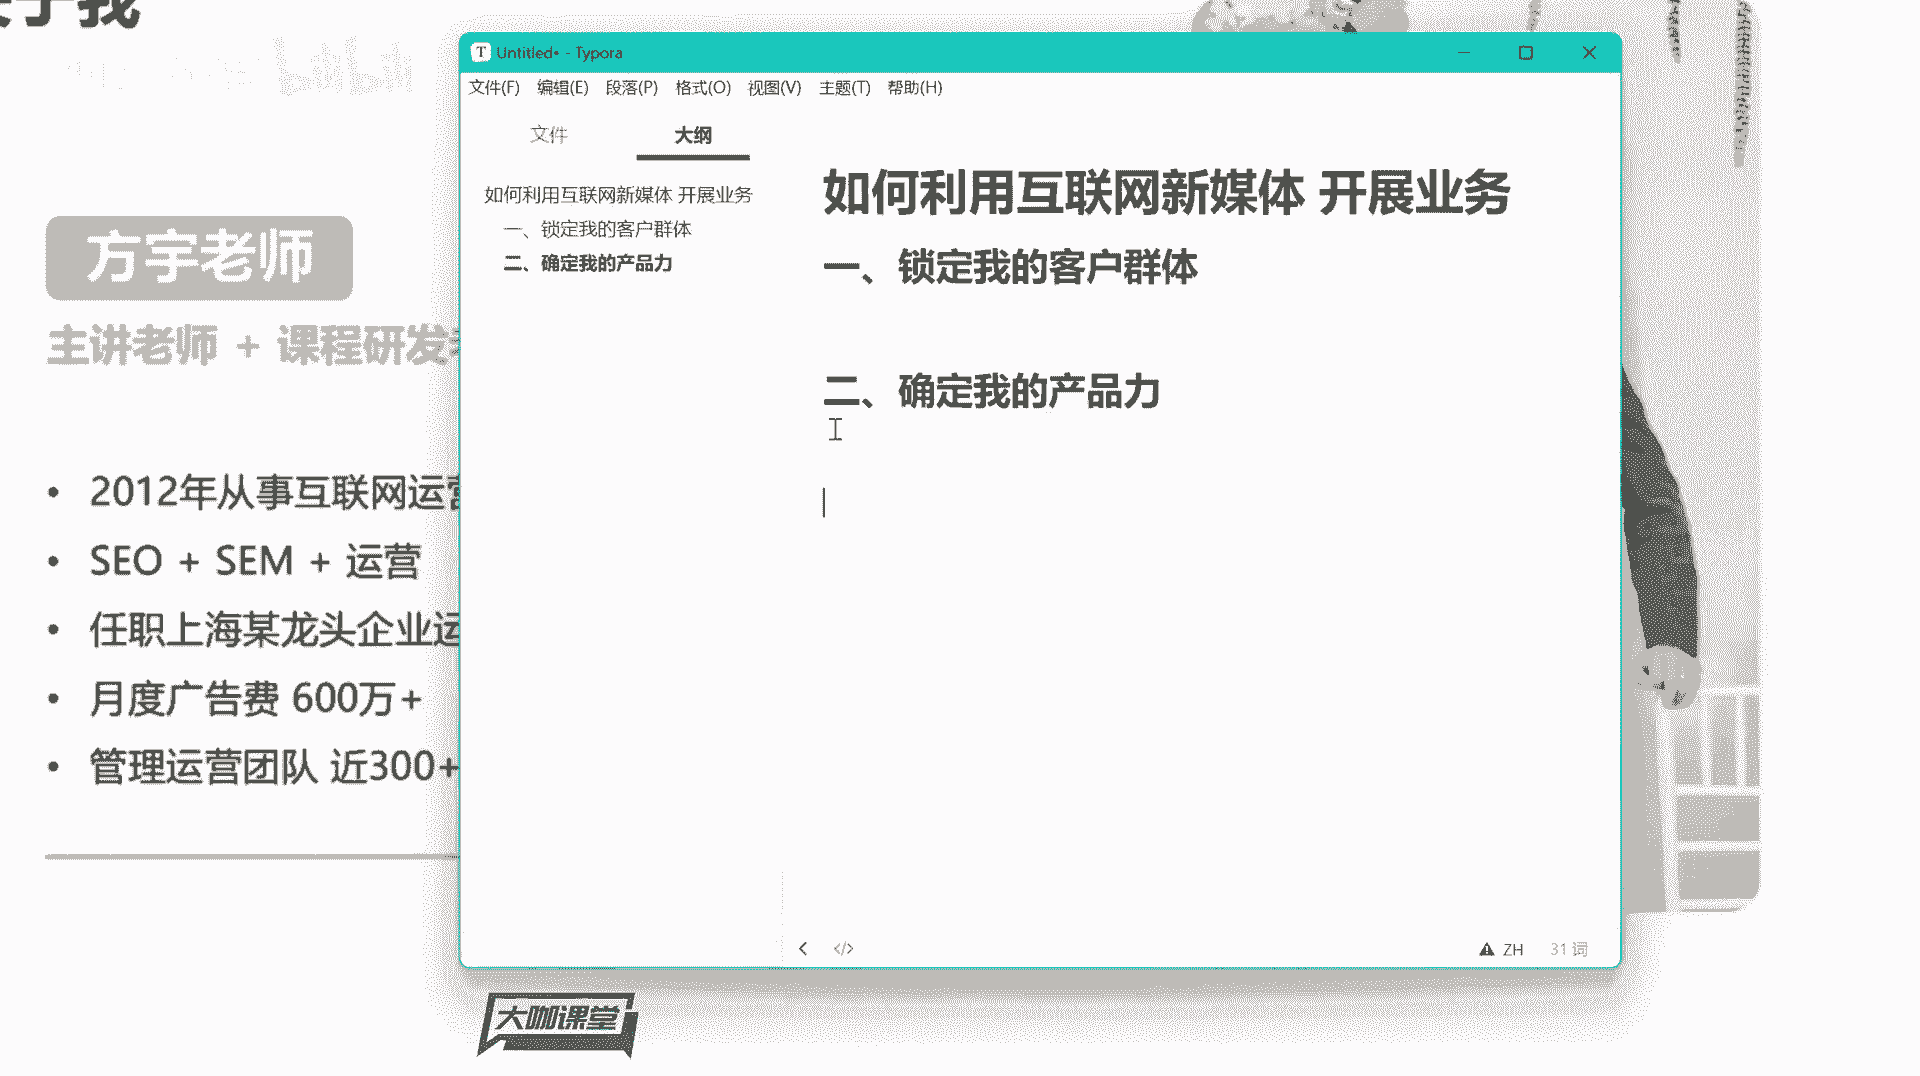 于我
bilibili
方宇老师
主讲老师 + 课程研发
2012年从事互联网运营
SEO + SEM + 运营
任职上海某龙头企业运
月度广告费 600万+
管理运营团队 近300+
Untitled• - Typora
文件(F) 编辑(E) 段落(P) 格式(O) 视图(V) 主题(T) 帮助(H)
文件 大纲
如何利用互联网新媒体 开展业务
一、锁定我的客户群体
二、确定我的产品力
如何利用互联网新媒体 开展业务
一、锁定我的客户群体
二、确定我的产品力
</> ZH 31 词
大咖课堂